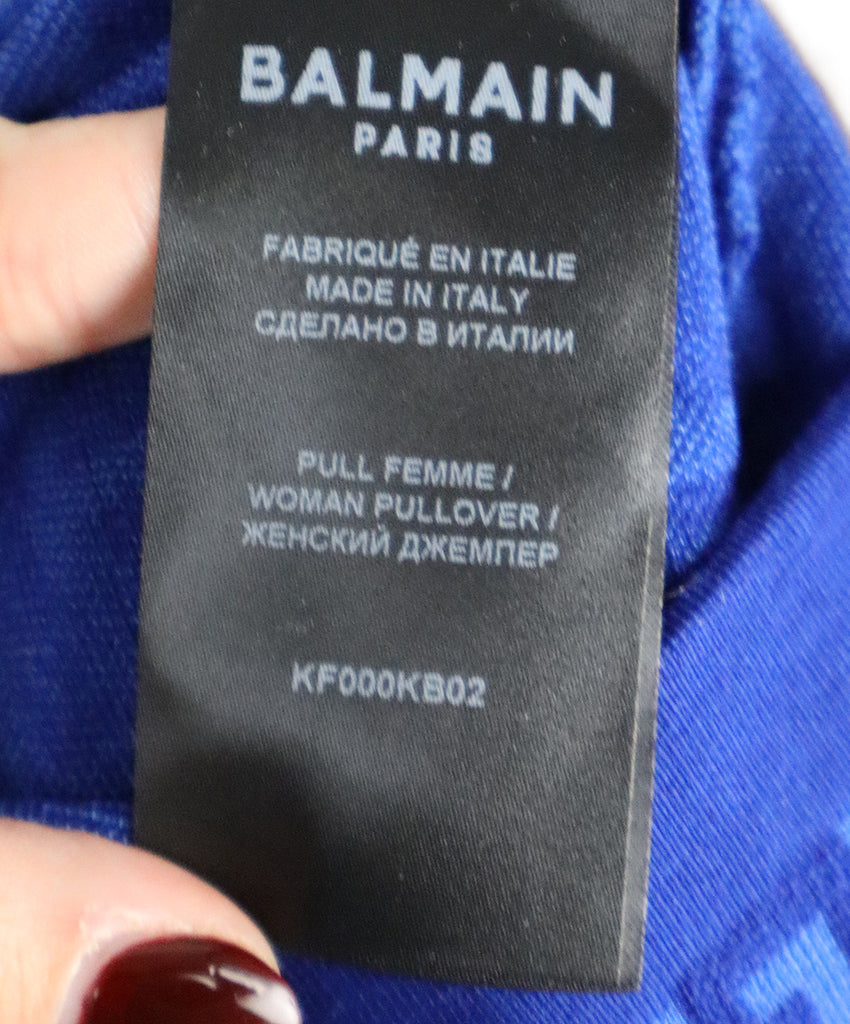 BALMAIN
PARIS
FABRIQUÉ EN ITALIE
MADE IN ITALY
СДЕЛАНО В ИТАЛИИ
PULL FEMME /
WOMAN PULLOVER /
ЖЕНСКИЙ ДЖЕМПЕР
KF000KB02